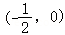 (-1/2, 0)